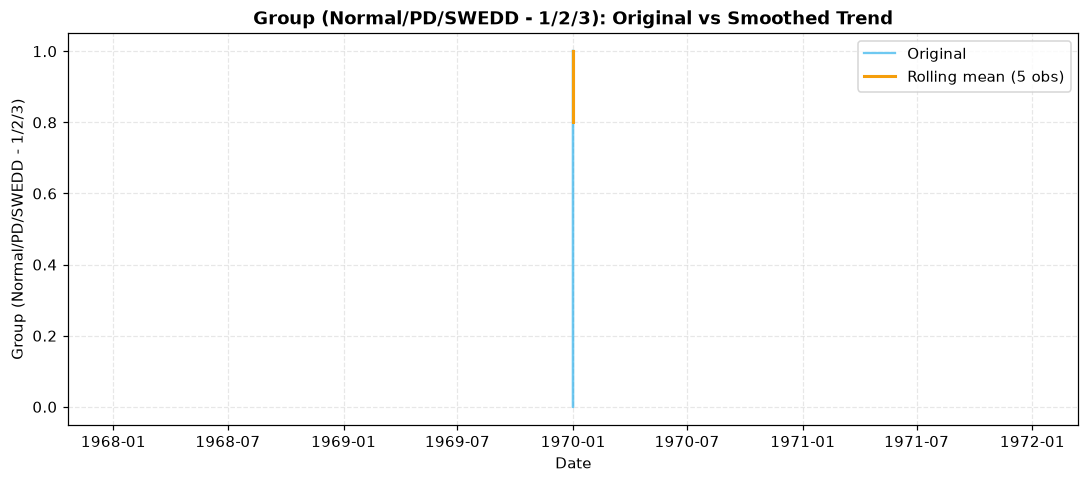 Group (Normal/PD/SWEDD - 1/2/3): Original vs Smoothed Trend
Original
Rolling mean (5 obs)
Group (Normal/PD/SWEDD - 1/2/3)
1.0
0.8
0.6
0.4
0.2
0.0
1968-01 1968-07 1969-01 1969-07 1970-01 1970-07 1971-01 1971-07 1972-01
Date